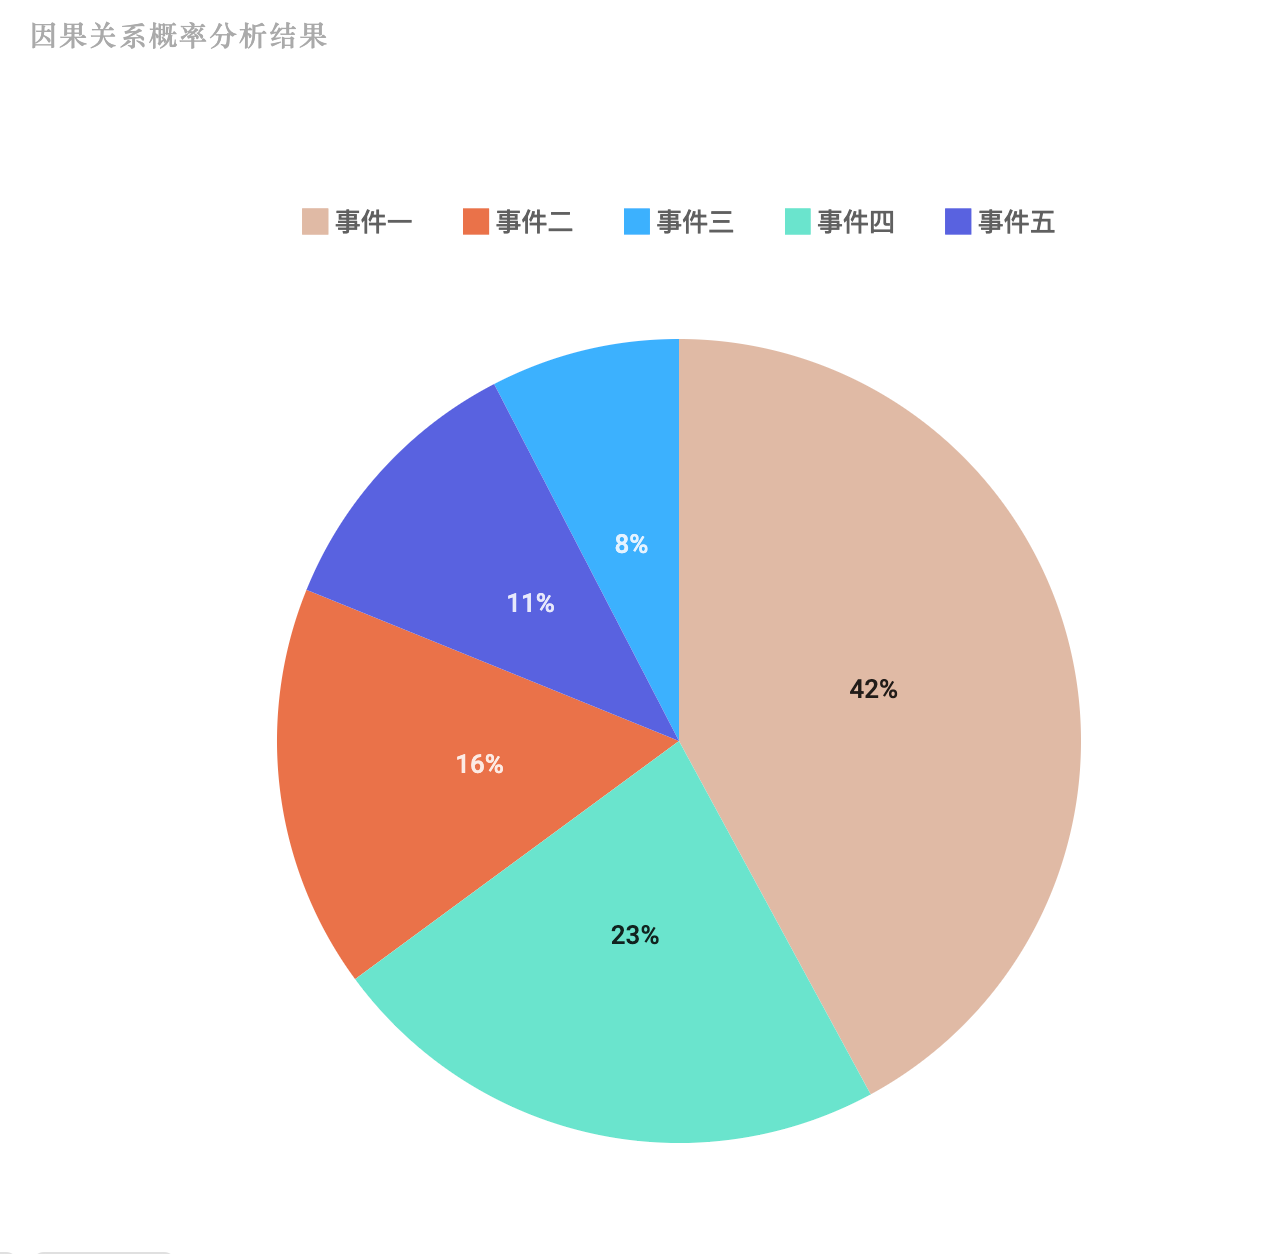 因果关系概率分析结果
事件一 事件二 事件三 事件四 事件五
8%
11%
42%
16%
23%